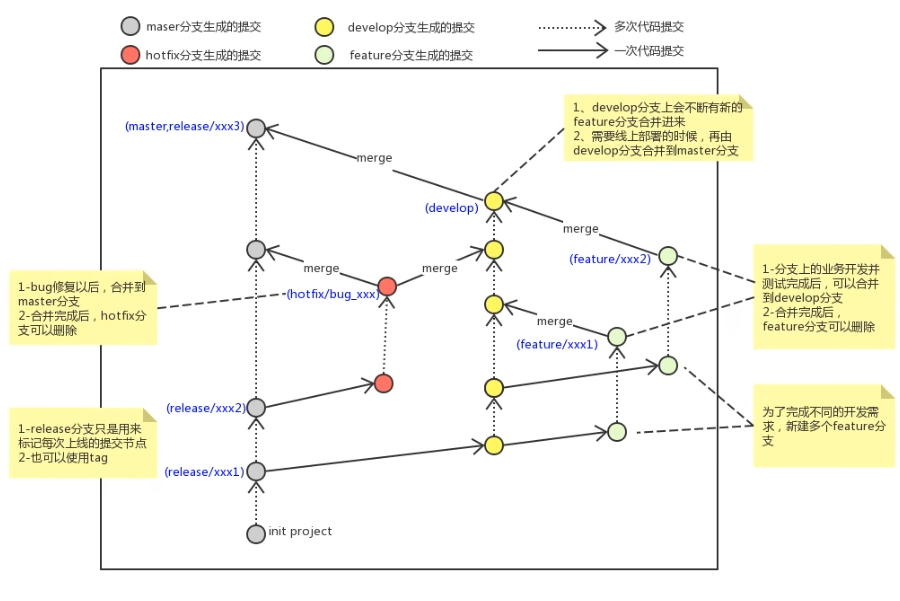 maser分支生成的提交
develop分支生成的提交
多次代码提交
hotfix分支生成的提交
feature分支生成的提交
一次代码提交
1、develop分支上会不断有新的
feature分支合并进来
2、需要线上部署的时候，再由
develop分支合并到master分支
(master,release/xxx3)
merge
(develop)
merge
(feature/xxx2)
merge
merge
1-分支上的业务开发并
测试完成后，可以合并
到develop分支
2-合并完成后，
feature分支可以删除
1-bug修复以后，合并到
master分支
2-合并完成后，hotfix分
支可以删除
(hotfix/bug_xxx)
merge
(feature/xxx1)
(release/xxx2)
为了完成不同的开发需
求，新建多个feature分
支
1-release分支只是用来
标记每次上线的提交节点
2-也可以使用tag
(release/xxx1)
init project